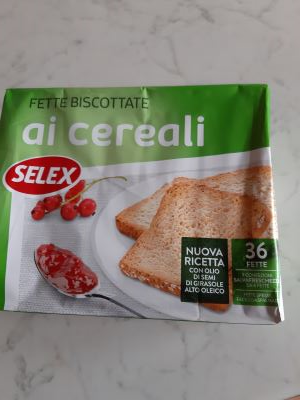 FETTE BISCOTTATE
ai cereali
SELEX
NUOVA
RICETTA
CON OLIO
DI SEMI
DI GIRASOLE
ALTO OLEICO
36
FETTE